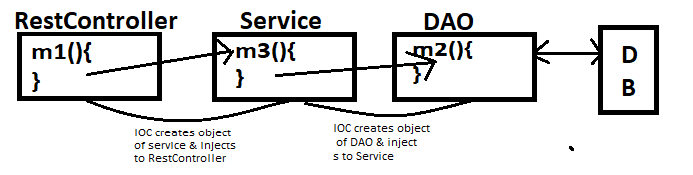 RestController Service DAO
m1(){ m3(){ m2(){
} } }
D
B
IOC creates object
of service & injects
to RestController
IOC creates object
of DAO & inject
s to Service